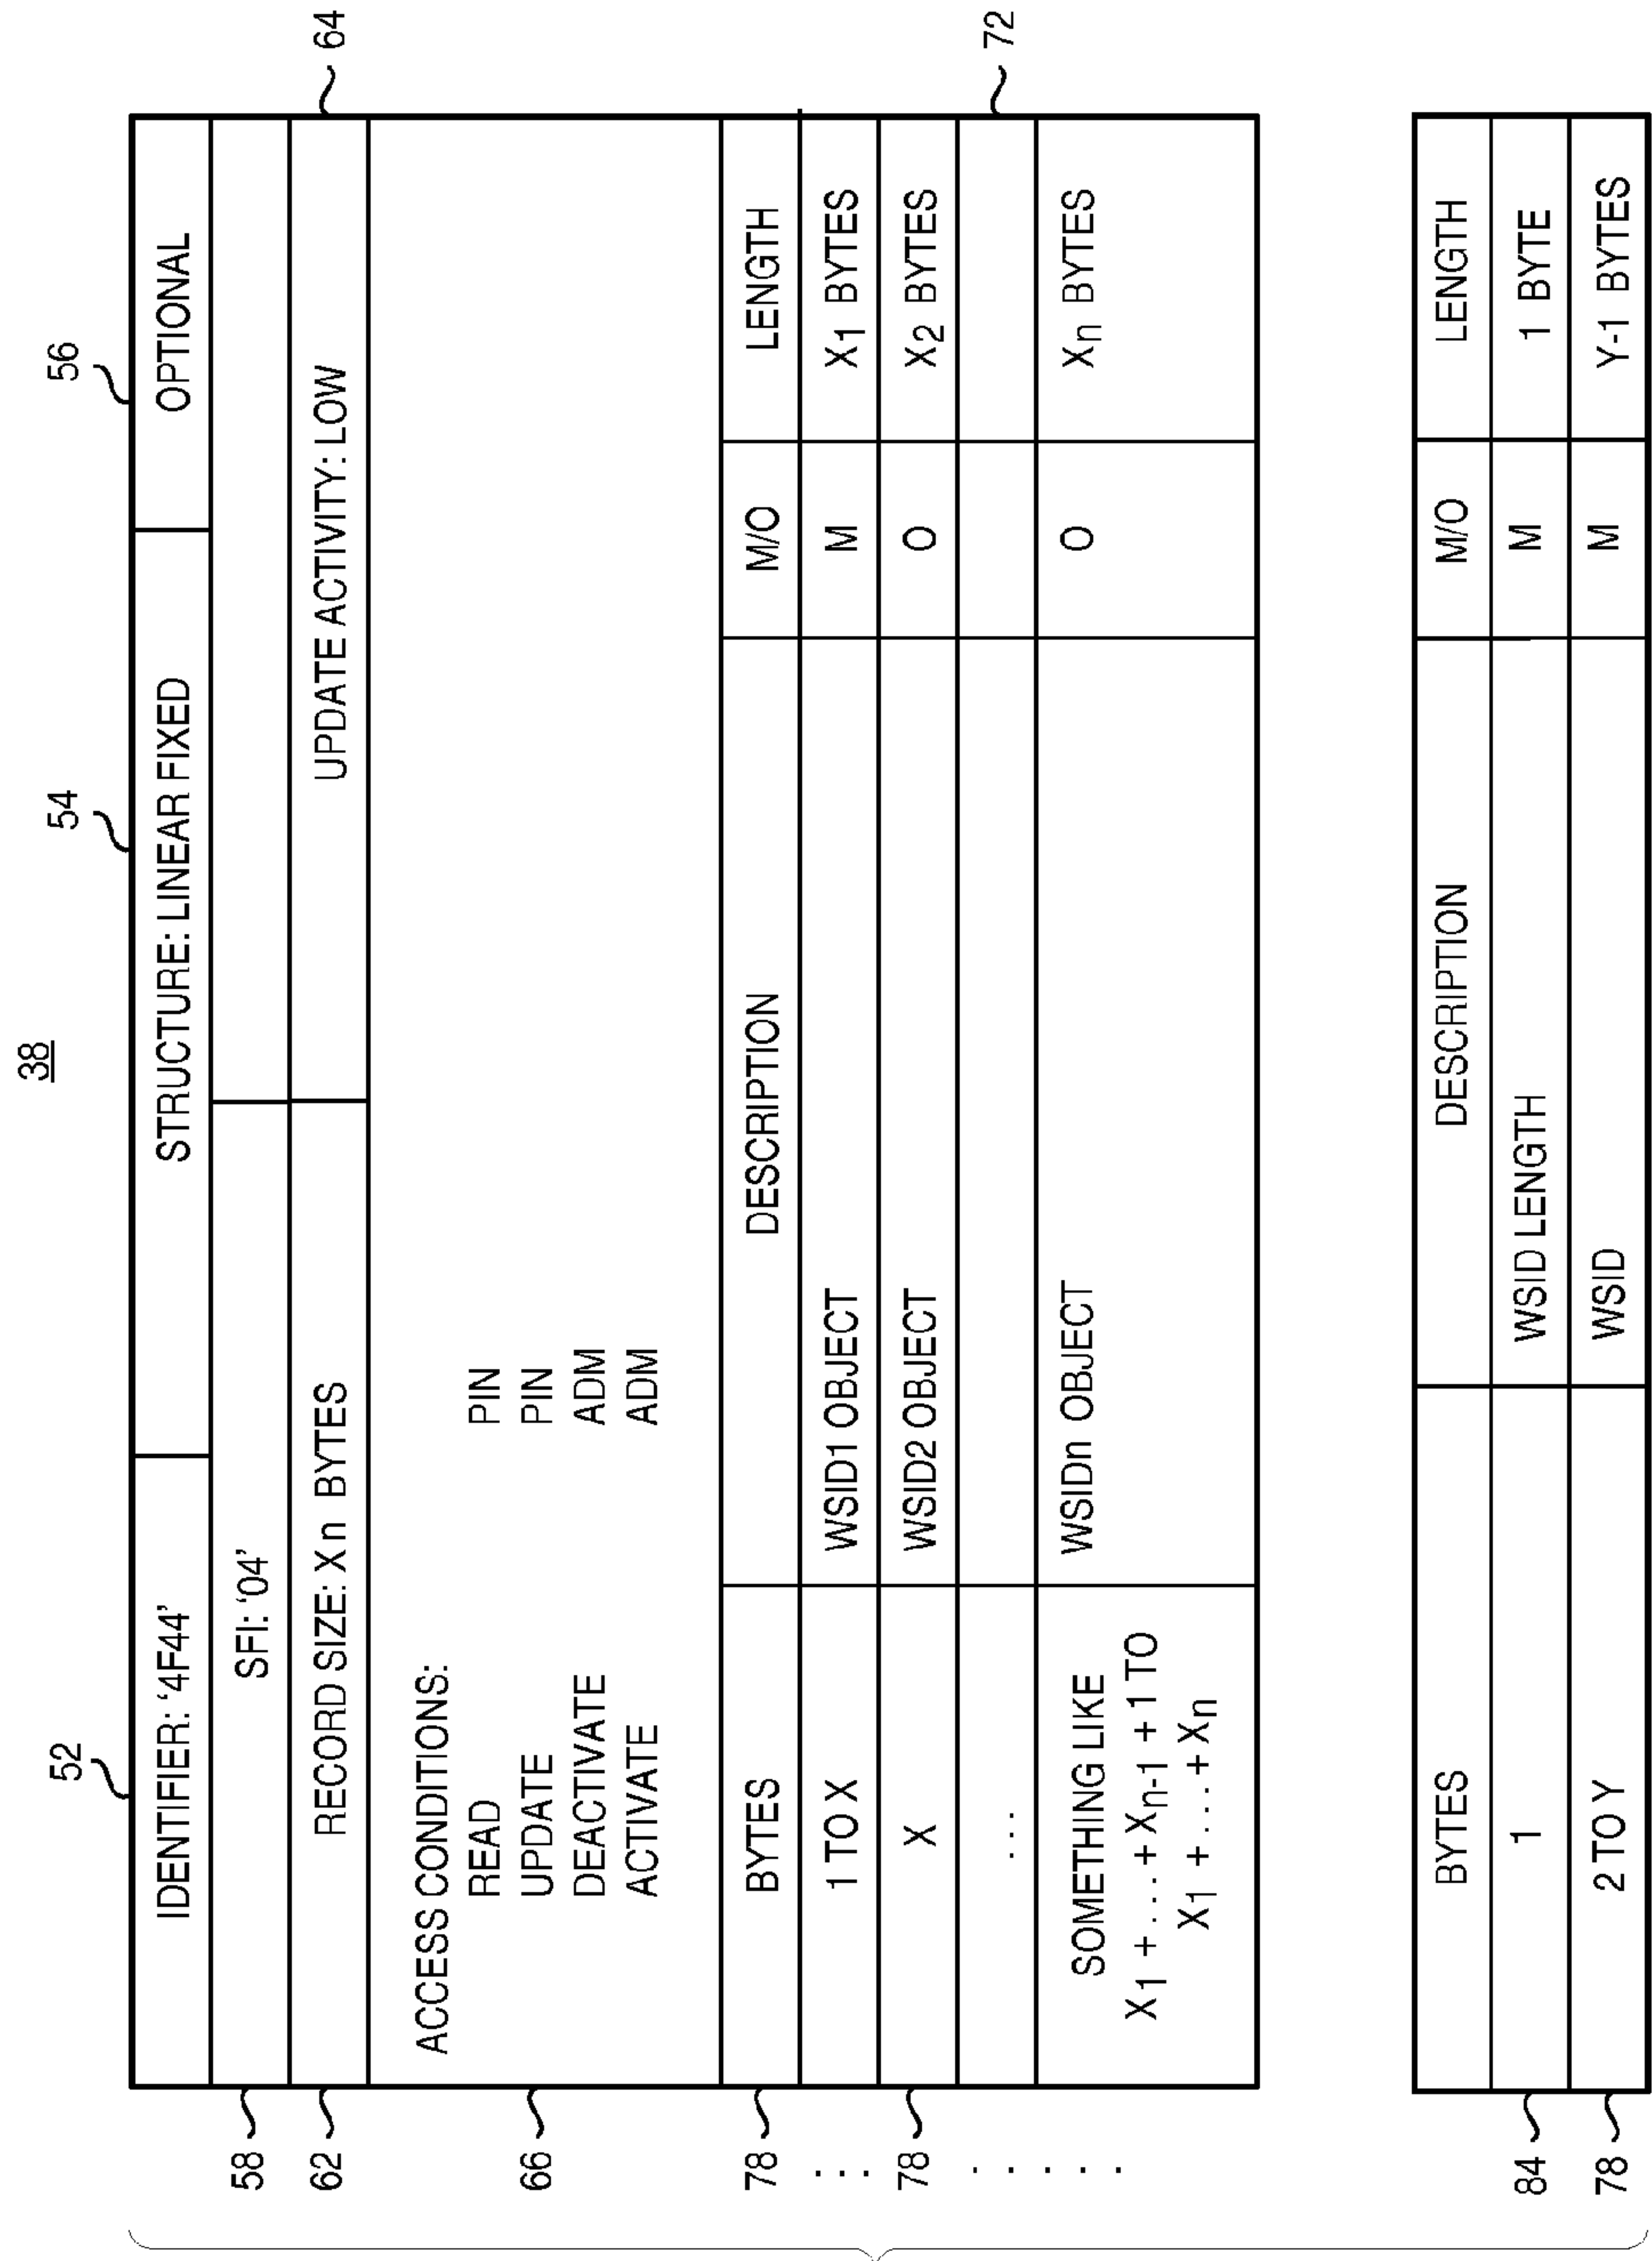 38
52 54 56
IDENTIFIER: ‘4F44’ STRUCTURE: LINEAR FIXED OPTIONAL
58 SFI: ‘04’
62 RECORD SIZE: Xn BYTES UPDATE ACTIVITY: LOW 64
ACCESS CONDITIONS:
READ PIN
66 UPDATE PIN
DEACTIVATE ADM
ACTIVATE ADM
78 BYTES DESCRIPTION M/O LENGTH
... 1 TO X WSID1 OBJECT M X1 BYTES
78 X WSID2 OBJECT O X2 BYTES
. ... 72
. . . . SOMETHING LIKE WSIDn OBJECT O Xn BYTES
X1 + ... + Xn-1 + 1 TO
X1 + ... + Xn
BYTES DESCRIPTION M/O LENGTH
84 1 WSID LENGTH M 1 BYTE
78 2 TO Y WSID M Y-1 BYTES